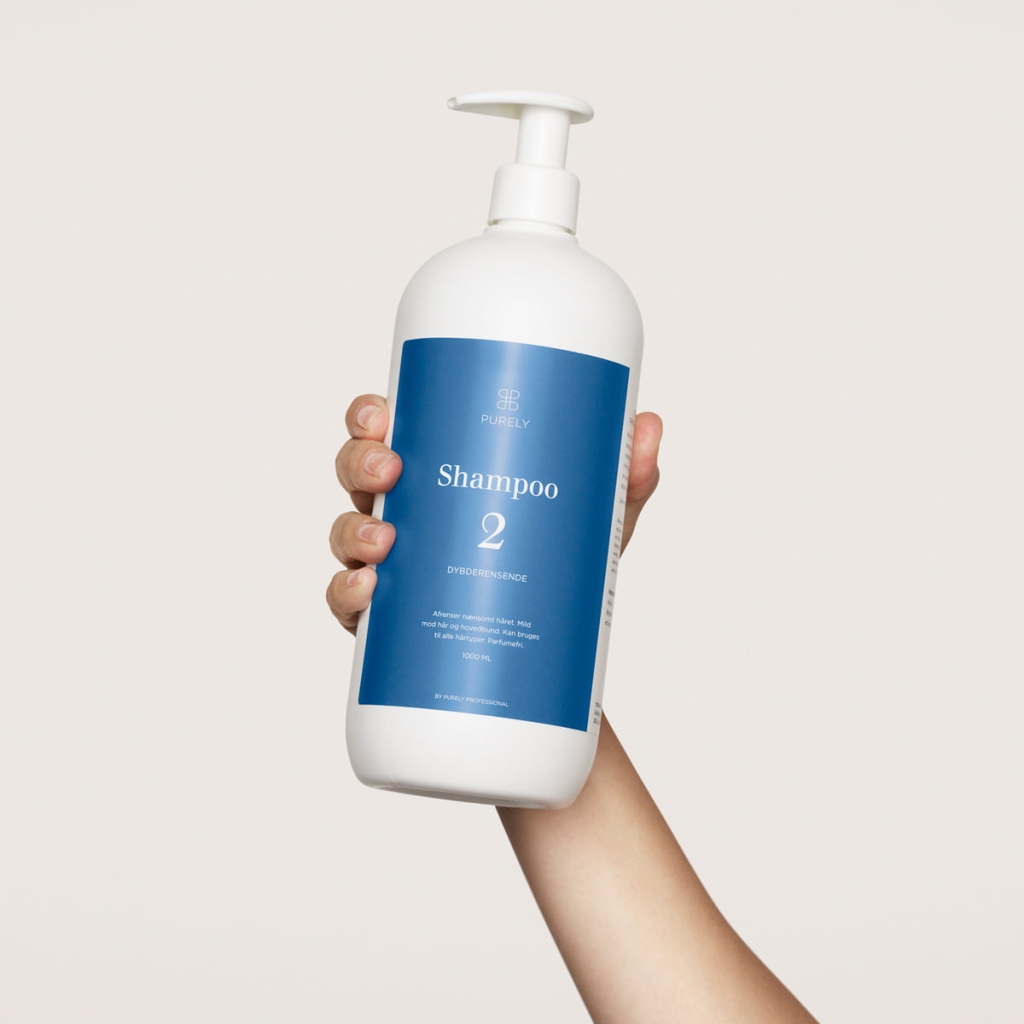 PURELY
Shampoo
2
DYBDERENSENDE
Afrenser nænsomt håret. Mild
mod hår og hovedbund. Kan bruges
til alle hårtyper. Parfumefri.
1000 ML
BY PURELY PROFESSIONAL